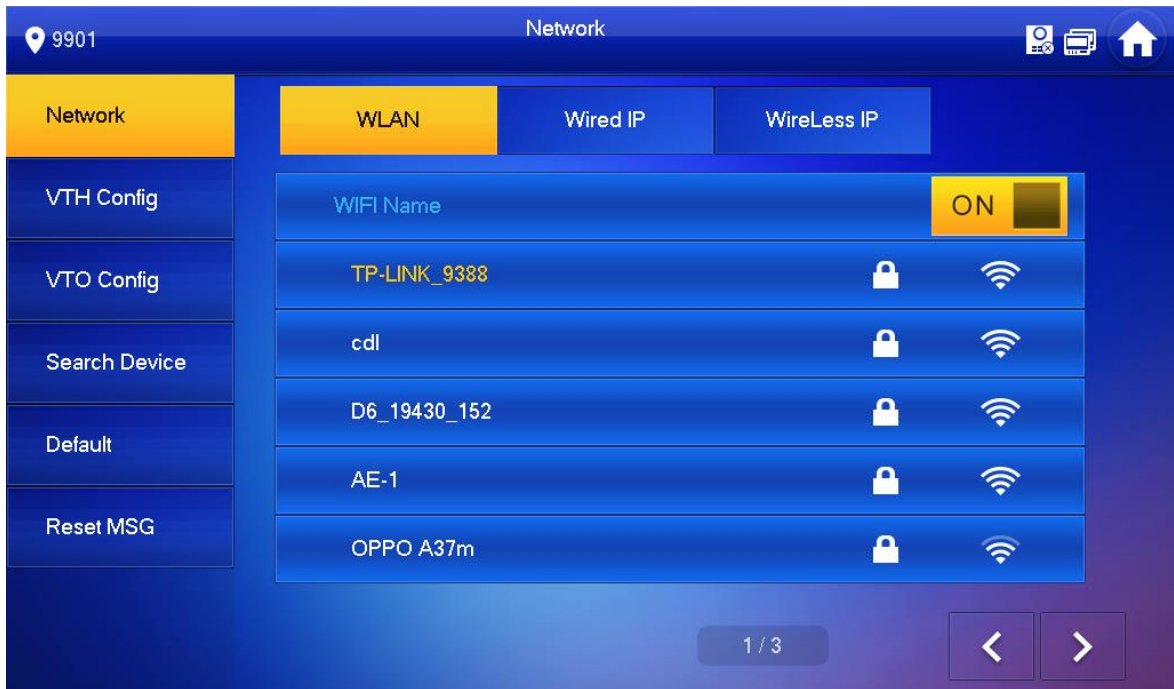 9901
Network
Network
WLAN
Wired IP
WireLess IP
VTH Config
WIFI Name
ON
VTO Config
TP-LINK_9388
Search Device
cdl
D6_19430_152
Default
AE-1
Reset MSG
OPPO A37m
1 / 3